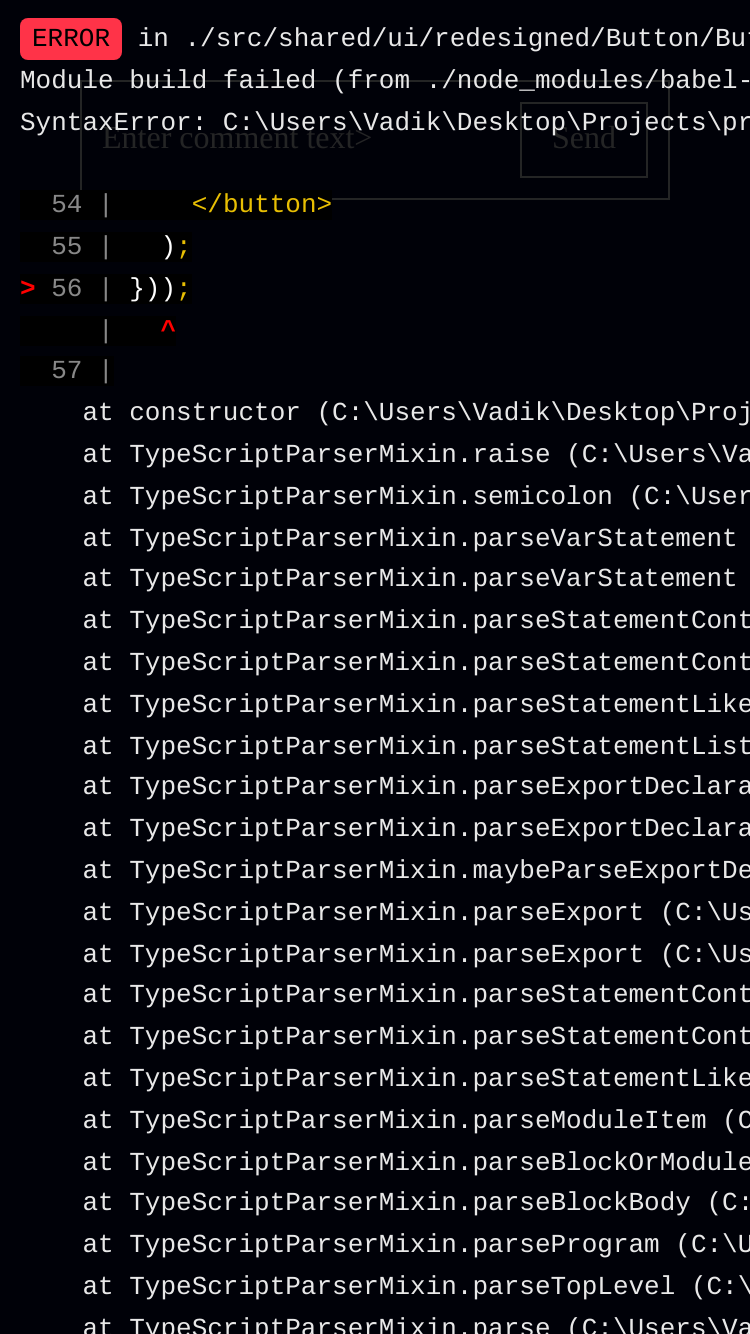 ERROR in ./src/shared/ui/redesigned/Button/But
Module build failed (from ./node_modules/babel-
SyntaxError: C:\Users\Vadik\Desktop\Projects\pr
Enter comment text> Send
54 | </button>
55 | );
> 56 | }));
| ^
57 |
at constructor (C:\Users\Vadik\Desktop\Proj
at TypeScriptParserMixin.raise (C:\Users\Va
at TypeScriptParserMixin.semicolon (C:\User
at TypeScriptParserMixin.parseVarStatement
at TypeScriptParserMixin.parseVarStatement
at TypeScriptParserMixin.parseStatementCont
at TypeScriptParserMixin.parseStatementCont
at TypeScriptParserMixin.parseStatementLike
at TypeScriptParserMixin.parseStatementList
at TypeScriptParserMixin.parseExportDeclara
at TypeScriptParserMixin.parseExportDeclara
at TypeScriptParserMixin.maybeParseExportDe
at TypeScriptParserMixin.parseExport (C:\Us
at TypeScriptParserMixin.parseExport (C:\Us
at TypeScriptParserMixin.parseStatementCont
at TypeScriptParserMixin.parseStatementCont
at TypeScriptParserMixin.parseStatementLike
at TypeScriptParserMixin.parseModuleItem (C
at TypeScriptParserMixin.parseBlockOrModule
at TypeScriptParserMixin.parseBlockBody (C:
at TypeScriptParserMixin.parseProgram (C:\U
at TypeScriptParserMixin.parseTopLevel (C:\
at TypeScriptParserMixin.parse (C:\Users\Va